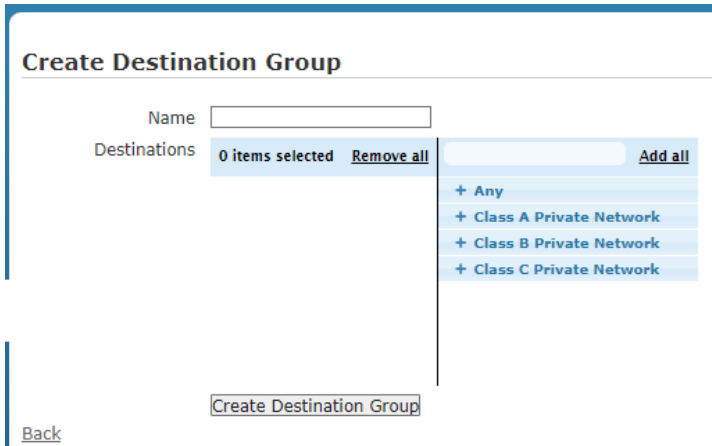 Create Destination Group
Name
Destinations
0 items selected Remove all
Add all
+ Any
+ Class A Private Network
+ Class B Private Network
+ Class C Private Network
Create Destination Group
Back